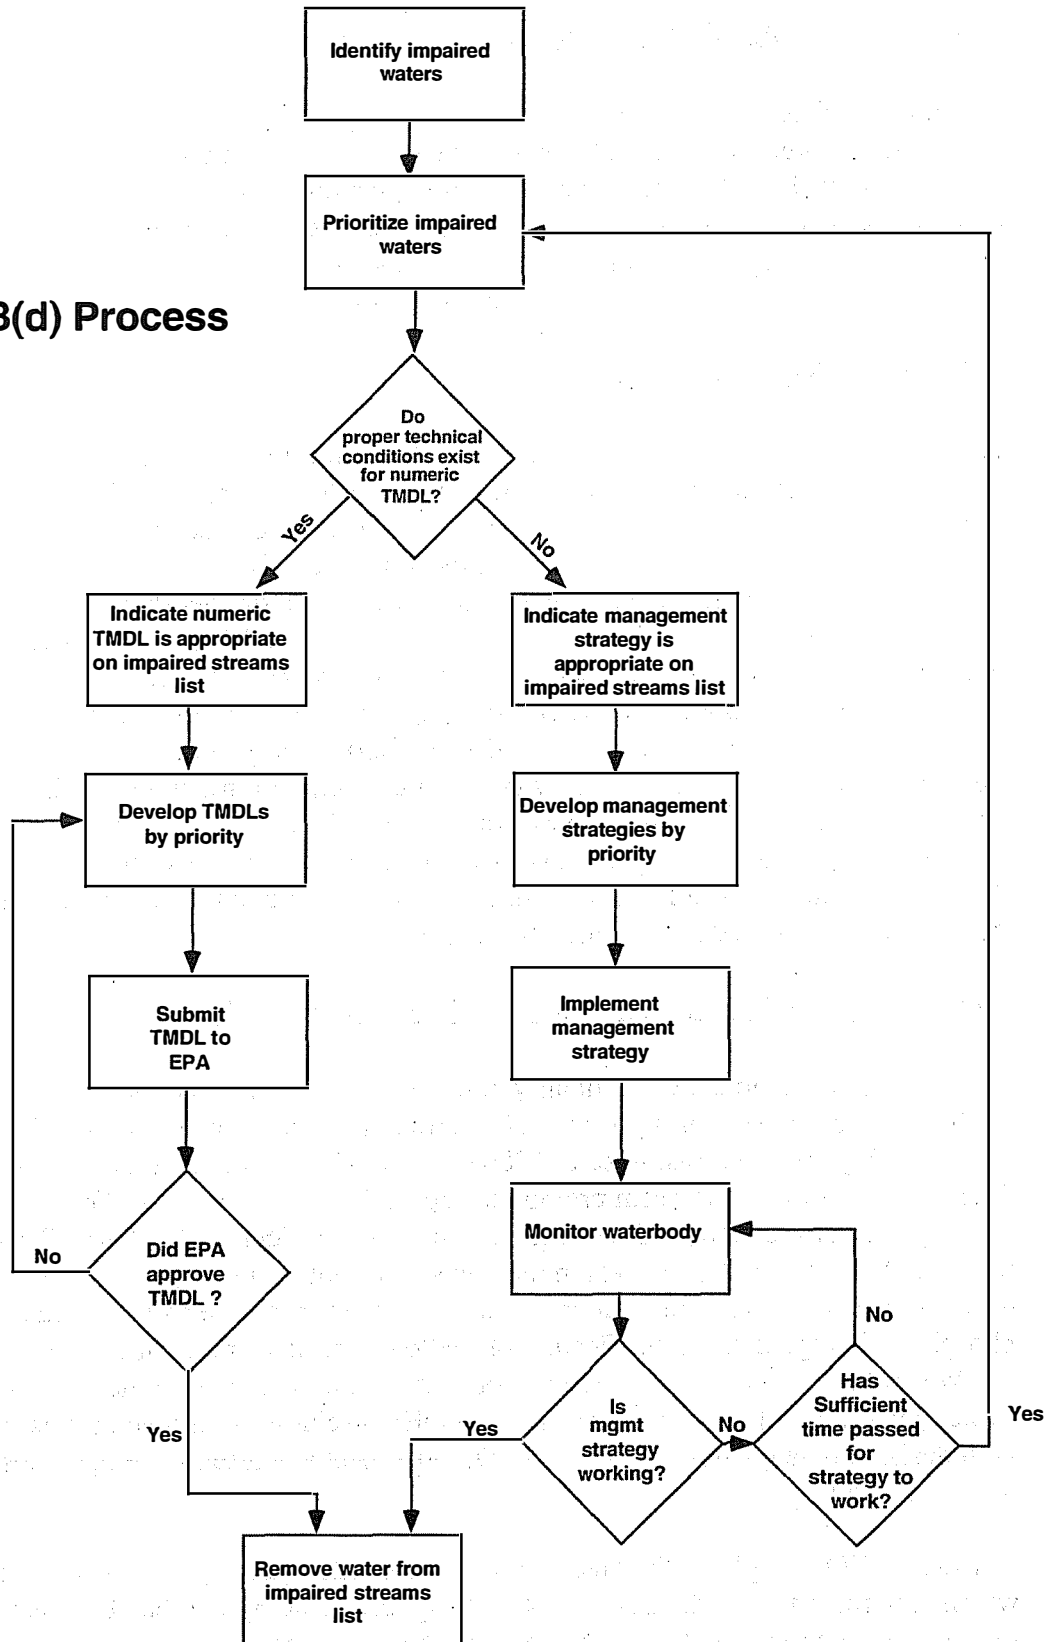 Identify impaired
waters
Prioritize impaired
waters
3(d) Process
Do
proper technical
conditions exist
for numeric
TMDL?
Yes
No
Indicate numeric
TMDL is appropriate
on impaired streams
list
Indicate management
strategy is
appropriate on
impaired streams list
Develop TMDLs
by priority
Develop management
strategies by
priority
Submit
TMDL to
EPA
Implement
management
strategy
Monitor waterbody
No
Did EPA
approve
TMDL ?
No
Yes
Yes
Is
mgmt
strategy
working?
No
Has
Sufficient
time passed
for
strategy to
work?
Yes
Remove water from
impaired streams
list